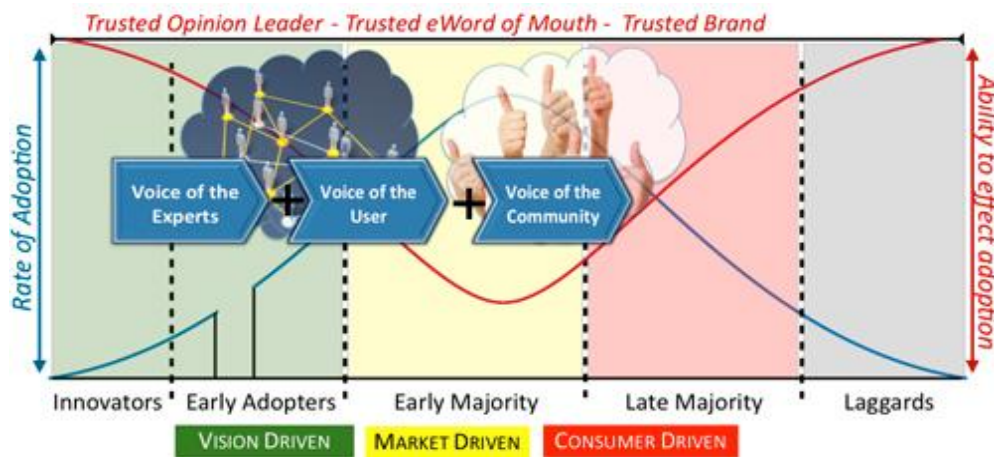 Trusted Opinion Leader - Trusted eWord of Mouth - Trusted Brand
Rate of Adoption
Voice of the
Experts
+
Voice of the
User
+
Voice of the
Community
Ability to effect adoption
Innovators
Early Adopters
Early Majority
Late Majority
Laggards
VISION DRIVEN
MARKET DRIVEN
CONSUMER DRIVEN